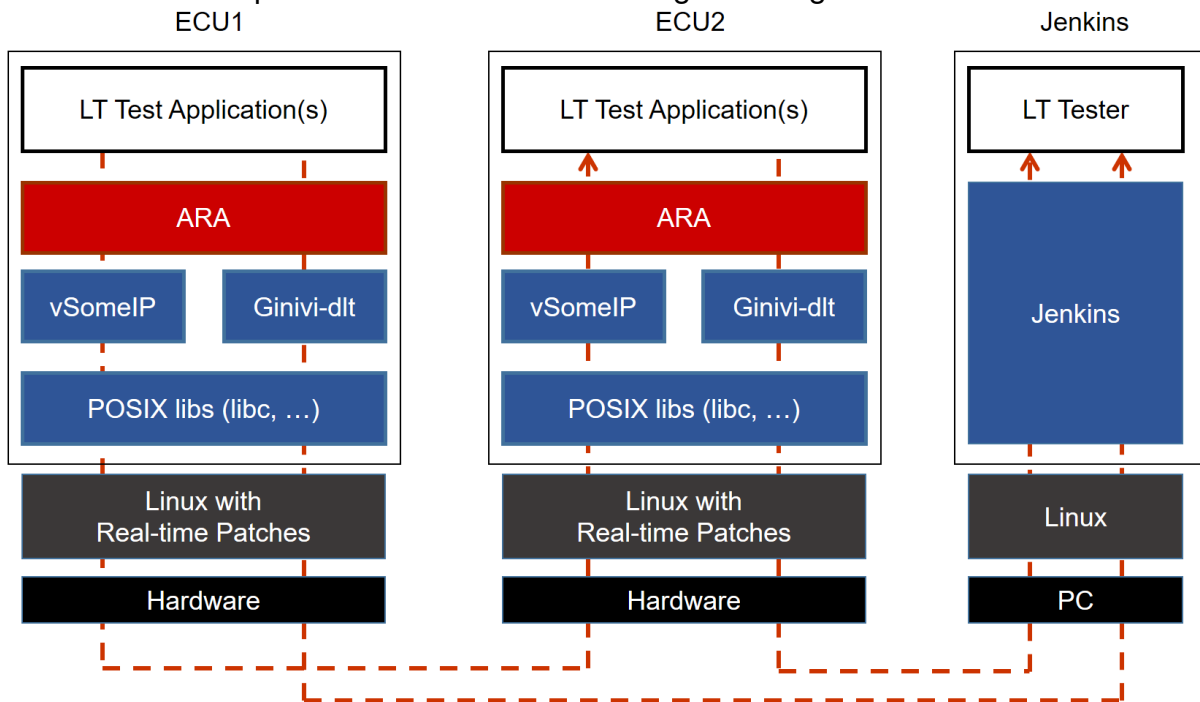 ECU1
ECU2
Jenkins
LT Test Application(s)
LT Test Application(s)
LT Tester
ARA
ARA
Jenkins
vSomeIP
Ginivi-dlt
vSomeIP
Ginivi-dlt
POSIX libs (libc, …)
POSIX libs (libc, …)
Linux with
Real-time Patches
Linux with
Real-time Patches
Linux
Hardware
Hardware
PC